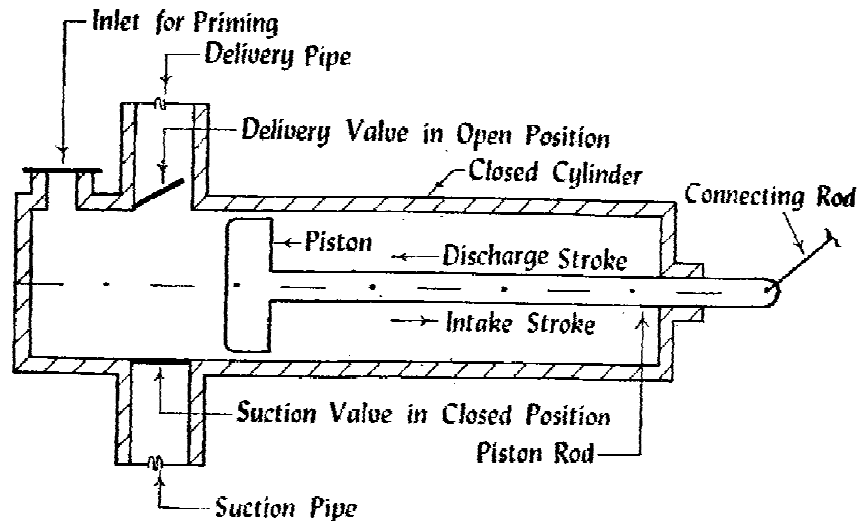 Inlet for Priming
Delivery Pipe
Delivery Value in Open Position
Closed Cylinder
Connecting Rod
Piston
Discharge Stroke
Intake Stroke
Suction Value in Closed Position
Piston Rod
Suction Pipe